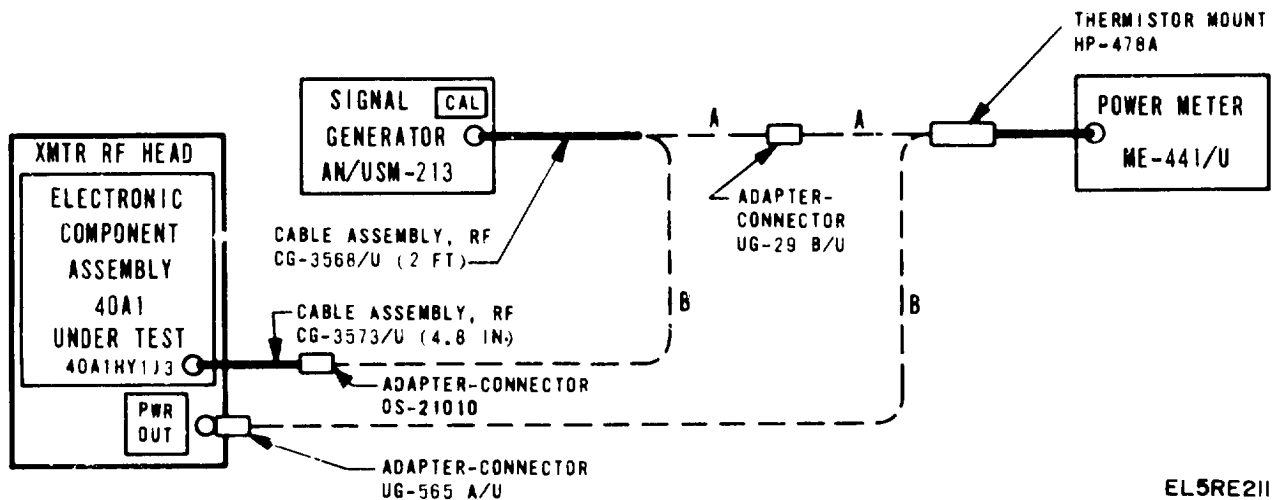 THERMISTOR MOUNT
HP-478A
SIGNAL
CAL
GENERATOR
AN/USM-213
A
A
POWER METER
ME-441/U
XMTR RF HEAD
ELECTRONIC
COMPONENT
ASSEMBLY
40A1
UNDER TEST
40A1HY1J3
ADAPTER-
CONNECTOR
UG-29 B/U
CABLE ASSEMBLY, RF
CG-3568/U (2 FT)
B
B
CABLE ASSEMBLY, RF
CG-3573/U (4.8 IN.)
ADAPTER-CONNECTOR
OS-21010
PWR
OUT
ADAPTER-CONNECTOR
UG-565 A/U
EL5RE211